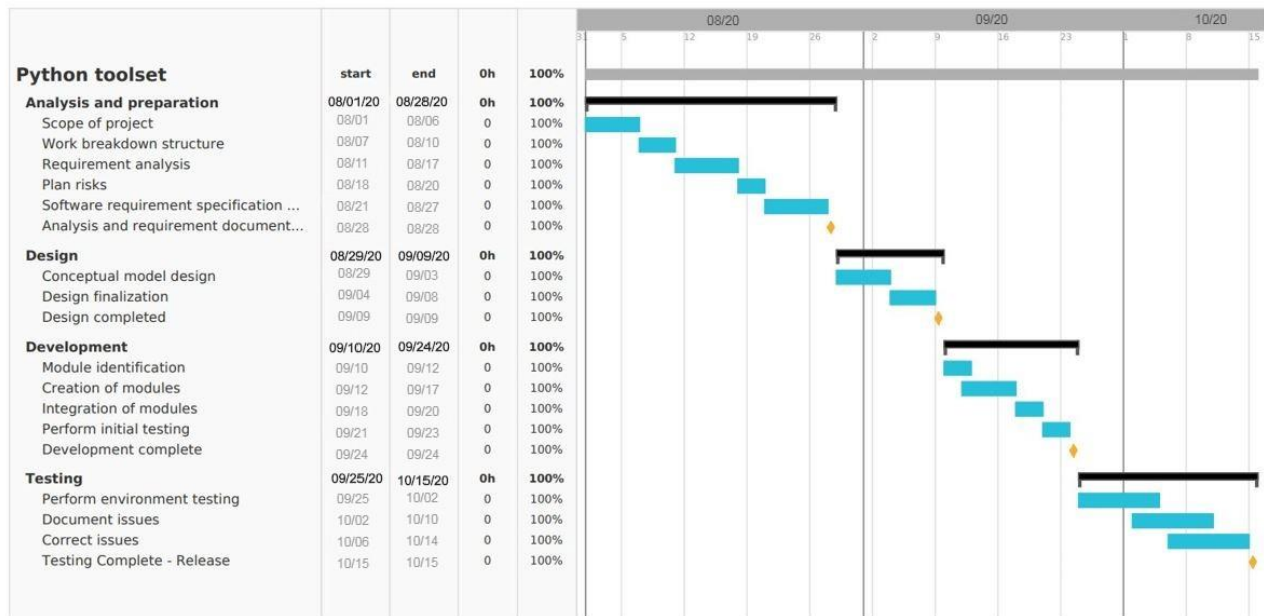 08/20 09/20 10/20
31 5 12 19 26 2 9 16 23 1 8 15
Python toolset start end 0h 100%
Analysis and preparation 08/01/20 08/28/20 0h 100%
Scope of project 08/01 08/06 0 100%
Work breakdown structure 08/07 08/10 0 100%
Requirement analysis 08/11 08/17 0 100%
Plan risks 08/18 08/20 0 100%
Software requirement specification ... 08/21 08/27 0 100%
Analysis and requirement document... 08/28 08/28 0 100%
Design 08/29/20 09/09/20 0h 100%
Conceptual model design 08/29 09/03 0 100%
Design finalization 09/04 09/08 0 100%
Design completed 09/09 09/09 0 100%
Development 09/10/20 09/24/20 0h 100%
Module identification 09/10 09/12 0 100%
Creation of modules 09/12 09/17 0 100%
Integration of modules 09/18 09/20 0 100%
Perform initial testing 09/21 09/23 0 100%
Development complete 09/24 09/24 0 100%
Testing 09/25/20 10/15/20 0h 100%
Perform environment testing 09/25 10/02 0 100%
Document issues 10/02 10/10 0 100%
Correct issues 10/06 10/14 0 100%
Testing Complete - Release 10/15 10/15 0 100%